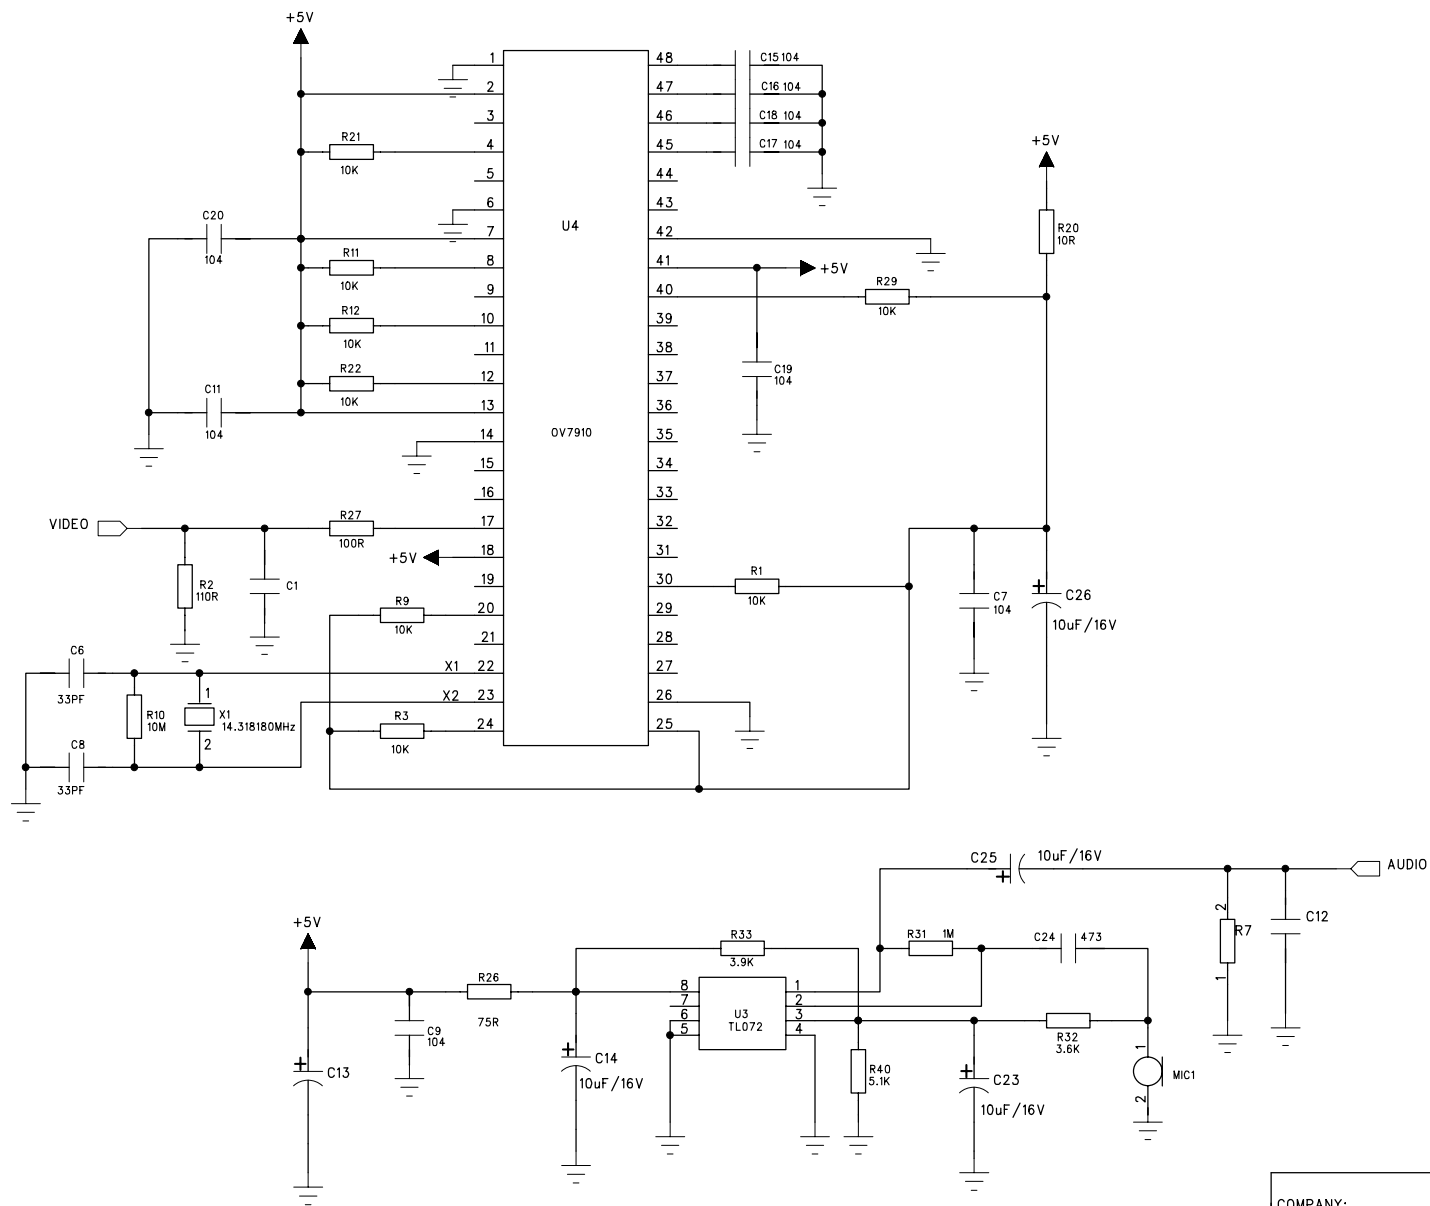 +5V
1
48
C15 104
2
47
C16 104
3
46
C18 104
R21
4
45
C17 104
+5V
10K
5
44
6
43
C20
U4
R20
10R
7
42
104
R11
8
41
+5V
10K
R29
9
40
10K
R12
10
39
10K
11
38
R22
12
37
C19
104
10K
C11
13
36
104
14
OV7910
35
15
34
16
33
VIDEO
R27
17
32
100R
+5V
18
31
R2
110R
C1
19
30
R1
10K
C7
104
C26
10uF/16V
R9
20
29
10K
21
28
C6
X1
22
27
33PF
X2
23
26
R10
10M
1
X1
14.318180MHz
2
R3
24
25
10K
C8
33PF
C25
10uF/16V
AUDIO
+5V
2
R7
1
C12
R33
3.9K
R31
1M
C24
473
R26
75R
8
7
6
5
U3
TL072
1
2
3
4
C9
104
R32
3.6K
C13
C14
10uF/16V
R40
5.1K
C23
10uF/16V
1
MIC1
2
COMPANY: